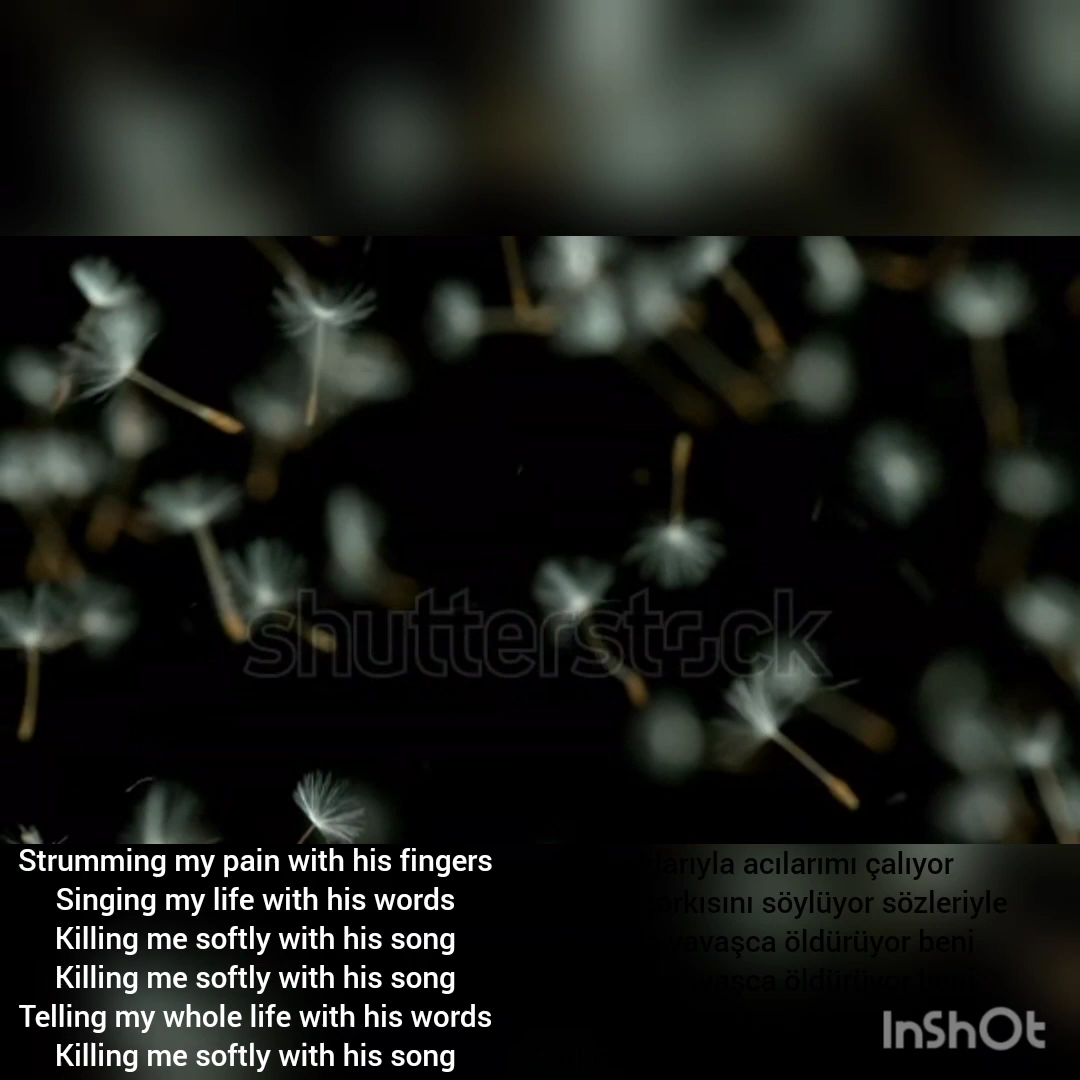 shutterstock
Strumming my pain with his fingers
Singing my life with his words
Killing me softly with his song
Killing me softly with his song
Telling my whole life with his words
Killing me softly with his song
acılarımı çalıyor
söylüyor sözleriyle
yavaşca öldürüyor beni
öldürüyor
InShOt